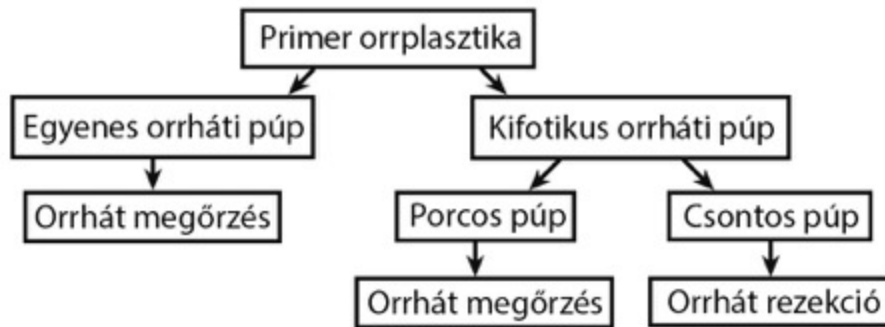 Primer orrplasztika
Egyenes orrháti púp
Kifotikus orrháti púp
Orrhát megőrzés
Porcos púp
Csontos púp
Orrhát megőrzés
Orrhát rezekció